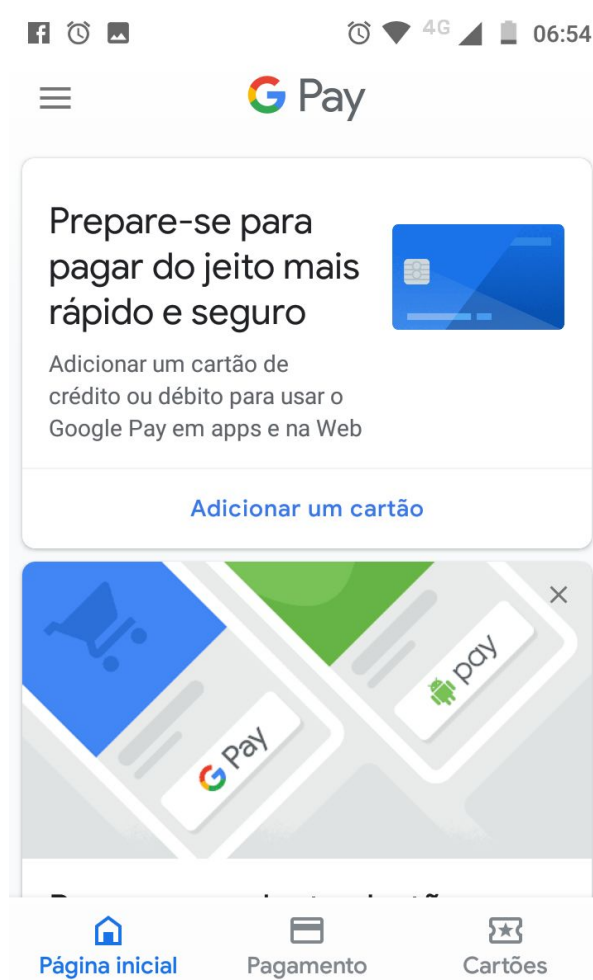 4G 06:54
G Pay
Prepare-se para
pagar do jeito mais
rápido e seguro
Adicionar um cartão de
crédito ou débito para usar o
Google Pay em apps e na Web
Adicionar um cartão
pay
G Pay
Página inicial Pagamento Cartões